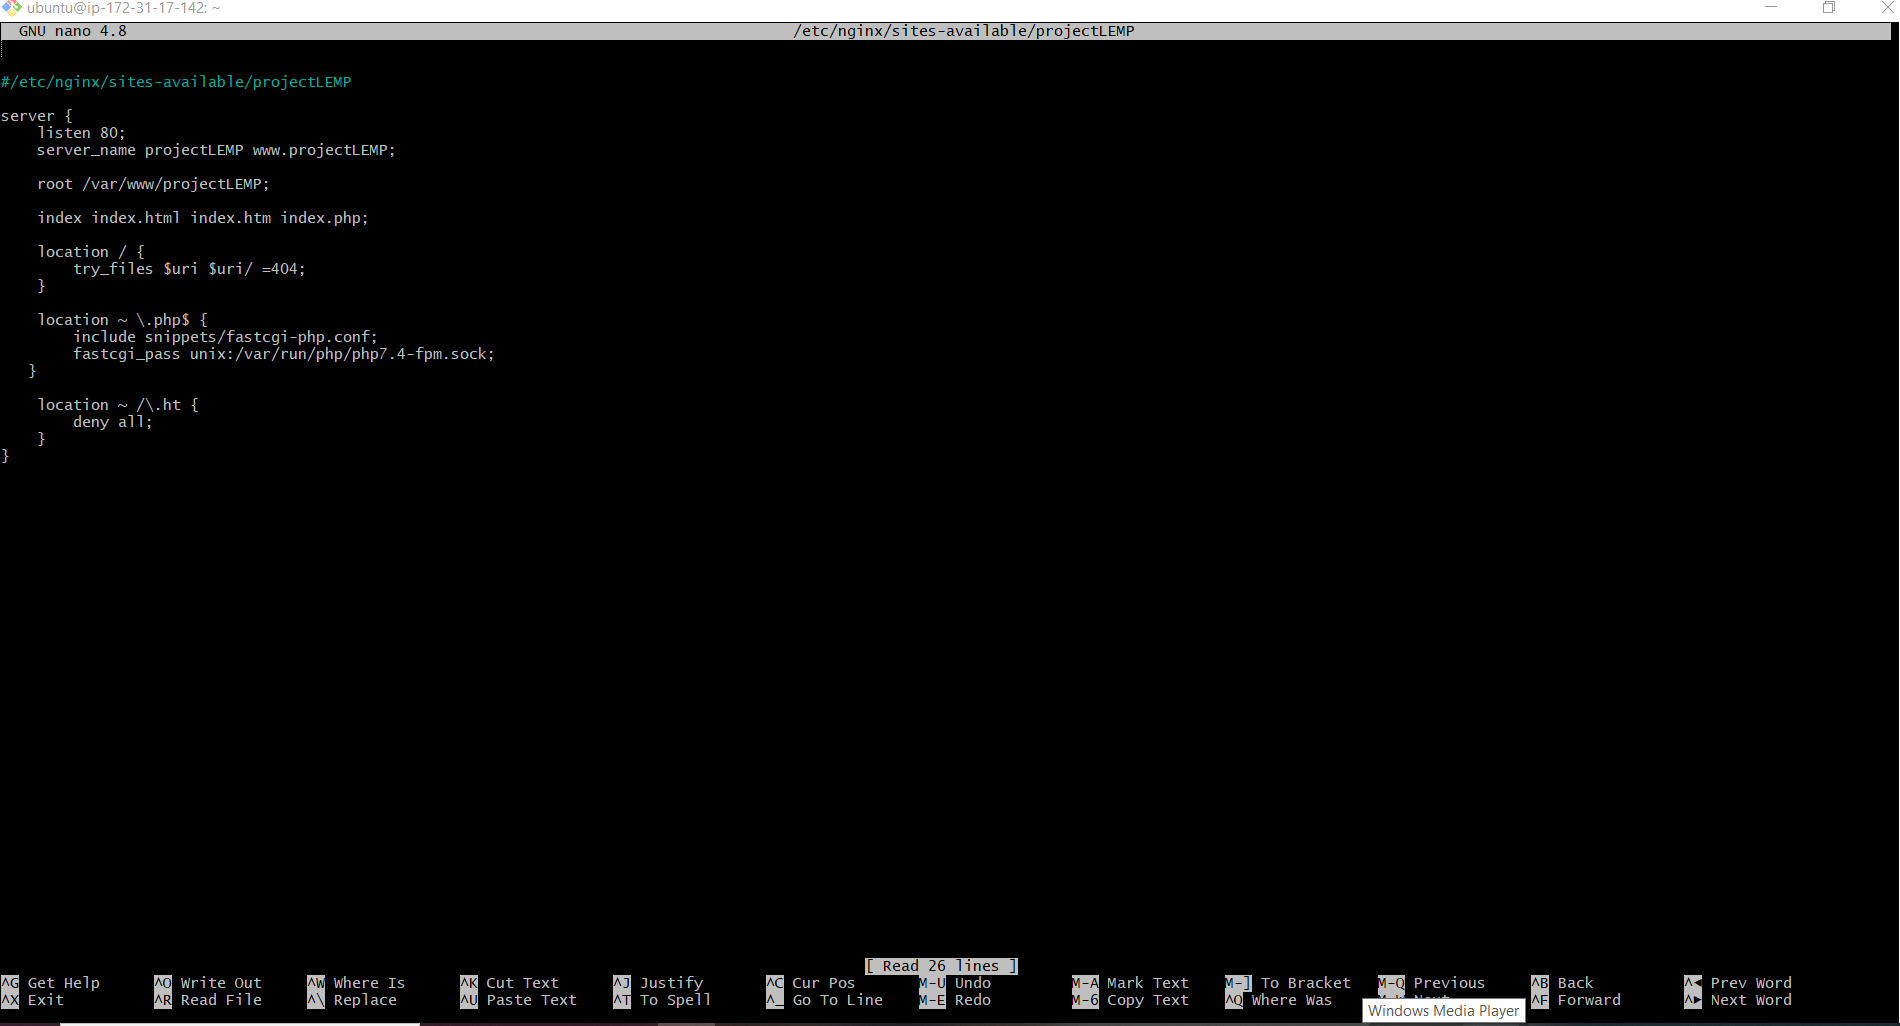 ubuntu@ip-172-31-17-142: ~
GNU nano 4.8 /etc/nginx/sites-available/projectLEMP
#/etc/nginx/sites-available/projectLEMP
server {
    listen 80;
    server_name projectLEMP www.projectLEMP;
    root /var/www/projectLEMP;
    index index.html index.htm index.php;
    location / {
        try_files $uri $uri/ =404;
    }
    location ~ \.php$ {
        include snippets/fastcgi-php.conf;
        fastcgi_pass unix:/var/run/php/php7.4-fpm.sock;
   }
    location ~ /\.ht {
        deny all;
    }
}
[ Read 26 lines ]
^G Get Help ^O Write Out ^W Where Is ^K Cut Text ^J Justify ^C Cur Pos M-U Undo M-A Mark Text M-] To Bracket M-Q Previous ^B Back ^◄ Prev Word
^X Exit ^R Read File ^\ Replace ^U Paste Text ^T To Spell ^_ Go To Line M-E Redo M-6 Copy Text ^Q Where Was ^F Forward ^► Next Word
Windows Media Player